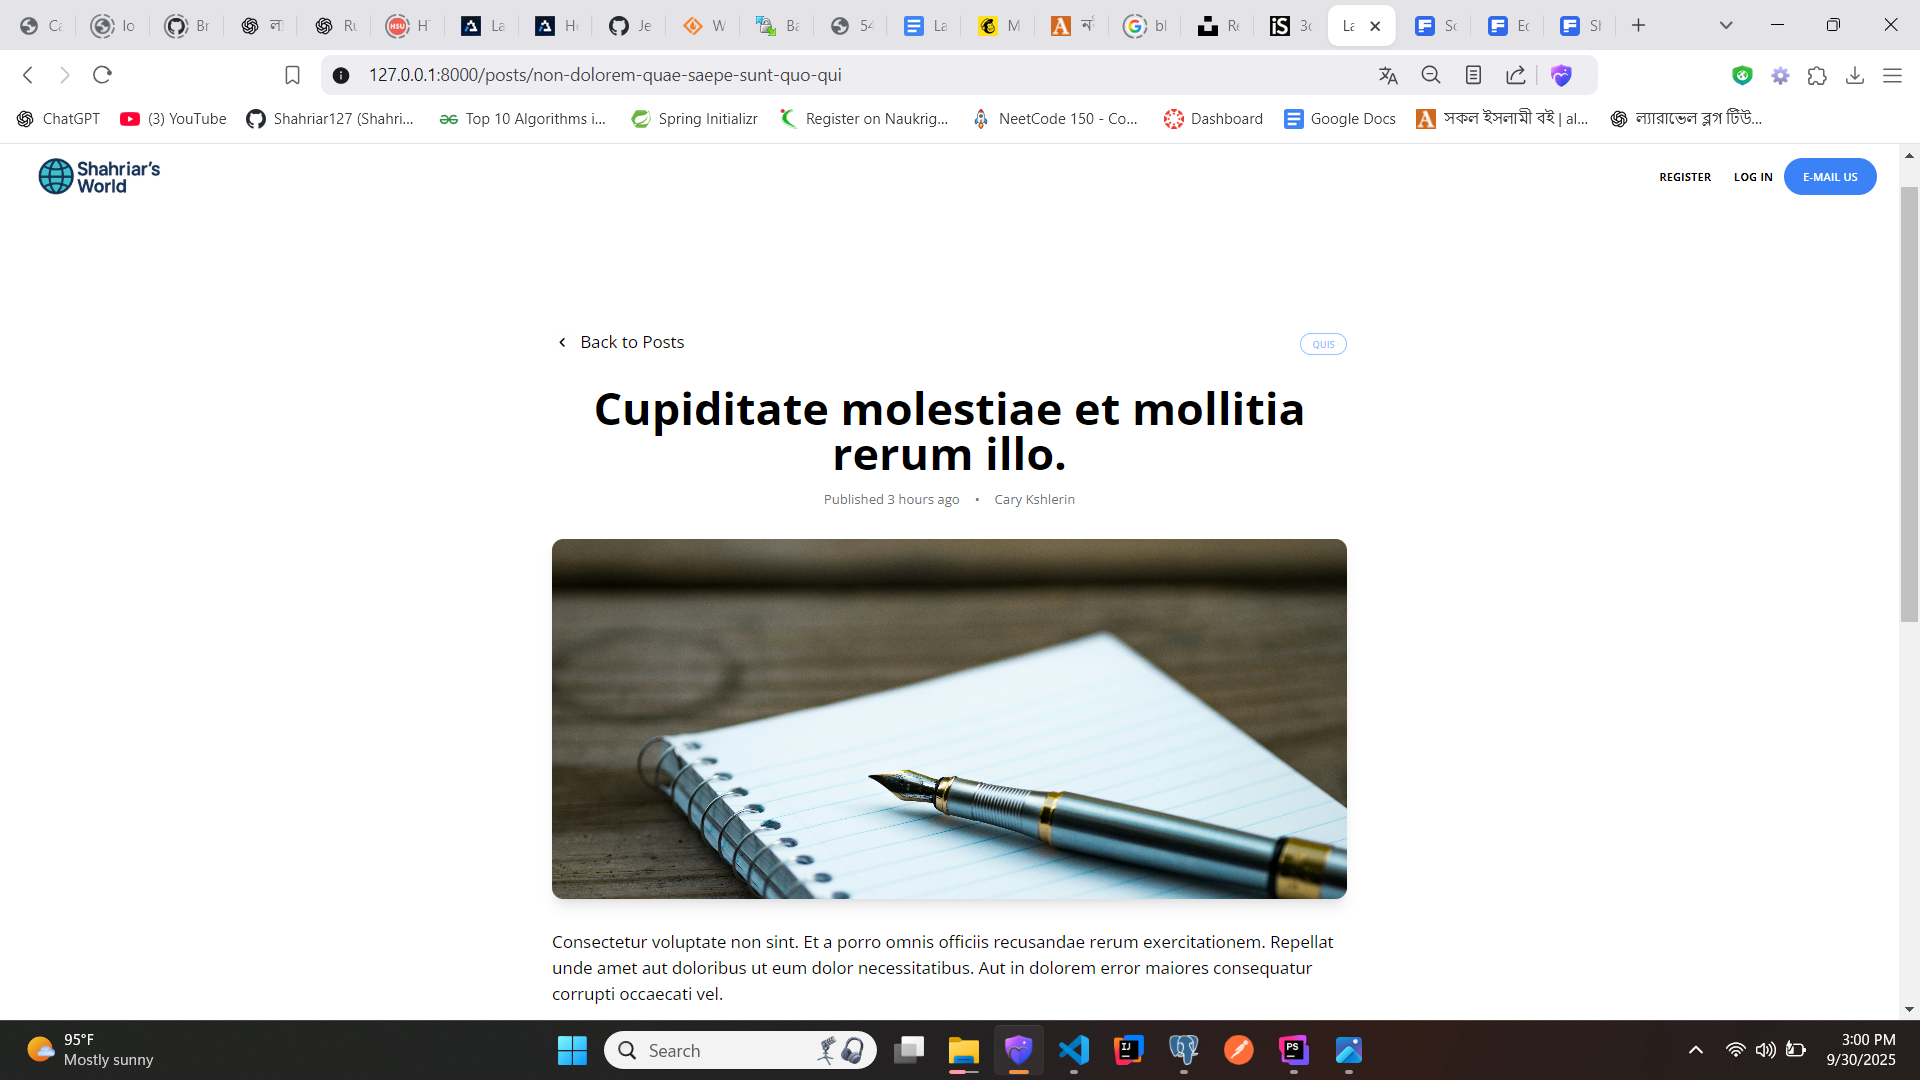 Ca
lo
Br
Ru
H
La
He
Je
W
Ba
54
La
M
bl
Re
3c
La
Sc
Ec
Sh
127.0.0.1:8000/posts/non-dolorem-quae-saepe-sunt-quo-qui
ChatGPT
(3) YouTube
Shahriar127 (Shahri...
Top 10 Algorithms i...
Spring Initializr
Register on Naukrig...
NeetCode 150 - Co...
Dashboard
Google Docs
সকল ইসলামী বই | al...
ল্যারাভেল ব্লগ টিউ...
Shahriar's
World
REGISTER
LOG IN
E-MAIL US
Back to Posts
QUIS
Cupiditate molestiae et mollitia
rerum illo.
Published 3 hours ago • Cary Kshlerin
Consectetur voluptate non sint. Et a porro omnis officiis recusandae rerum exercitationem. Repellat
unde amet aut doloribus ut eum dolor necessitatibus. Aut in dolorem error maiores consequatur
corrupti occaecati vel.
95°F
Mostly sunny
Search
3:00 PM
9/30/2025